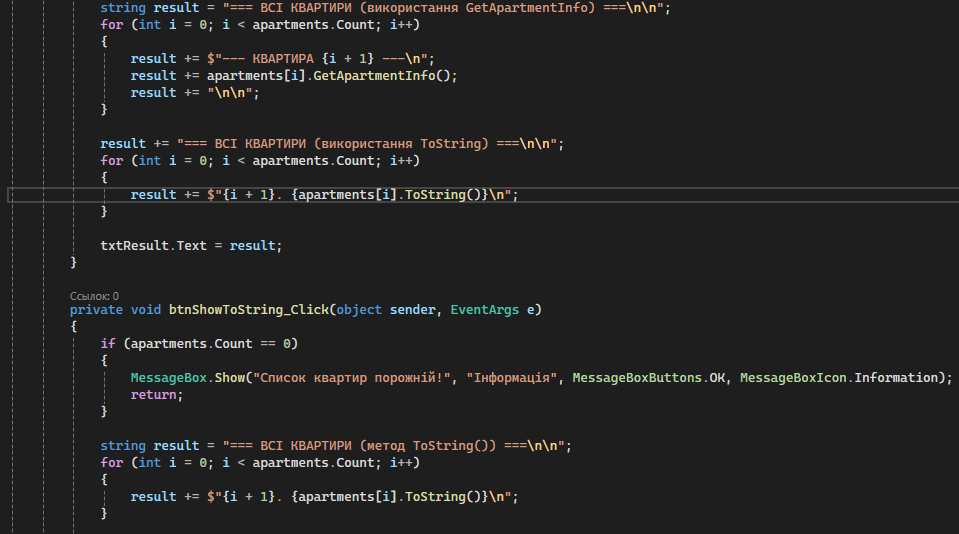 string result = "=== ВСІ КВАРТИРИ (використання GetApartmentInfo) ===\n\n";
for (int i = 0; i < apartments.Count; i++)
{
result += $"--- КВАРТИРА {i + 1} ---\n";
result += apartments[i].GetApartmentInfo();
result += "\n\n";
}
result += "=== ВСІ КВАРТИРИ (використання ToString) ===\n\n";
for (int i = 0; i < apartments.Count; i++)
{
result += $"{i + 1}. {apartments[i].ToString()}\n";
}
txtResult.Text = result;
}
Ссылок: 0
private void btnShowToString_Click(object sender, EventArgs e)
{
if (apartments.Count == 0)
{
MessageBox.Show("Список квартир порожній!", "Інформація", MessageBoxButtons.OK, MessageBoxIcon.Information);
return;
}
string result = "=== ВСІ КВАРТИРИ (метод ToString()) ===\n\n";
for (int i = 0; i < apartments.Count; i++)
{
result += $"{i + 1}. {apartments[i].ToString()}\n";
}